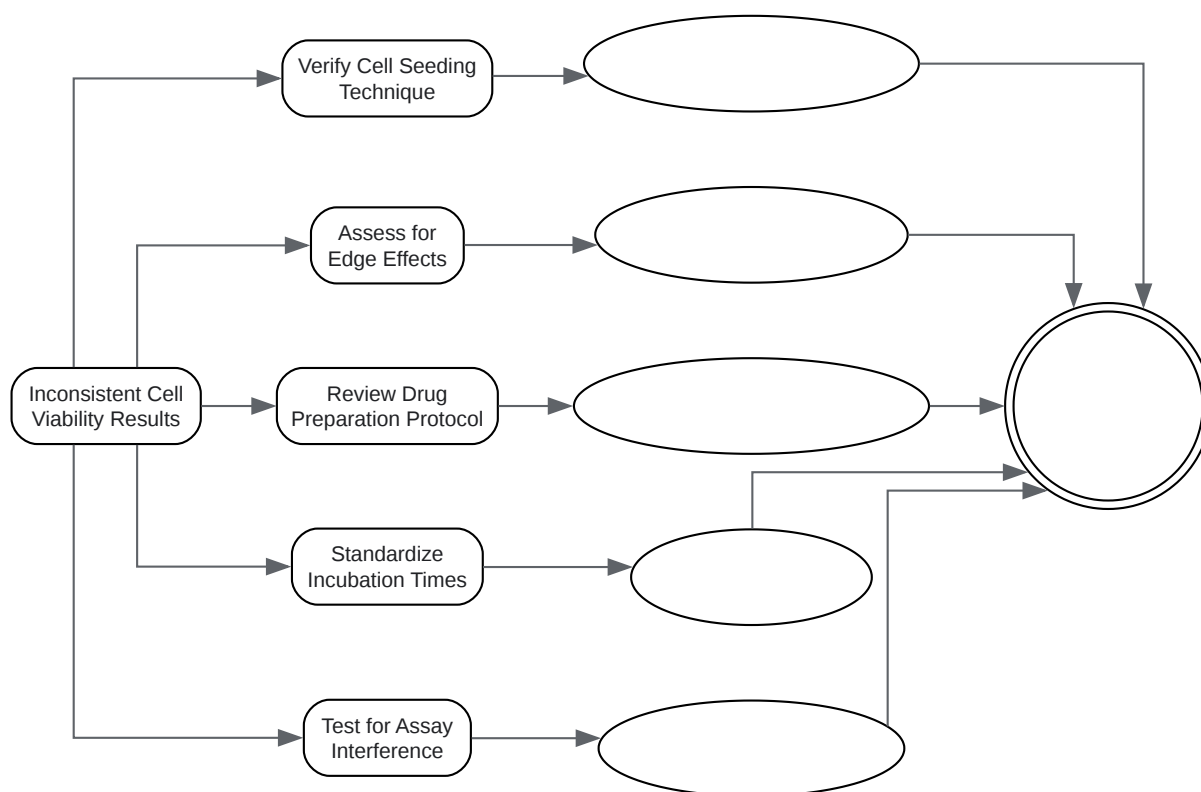 Verify Cell Seeding
Technique
Assess for
Edge Effects
Inconsistent Cell
Viability Results
Review Drug
Preparation Protocol
Standardize
Incubation Times
Test for Assay
Interference